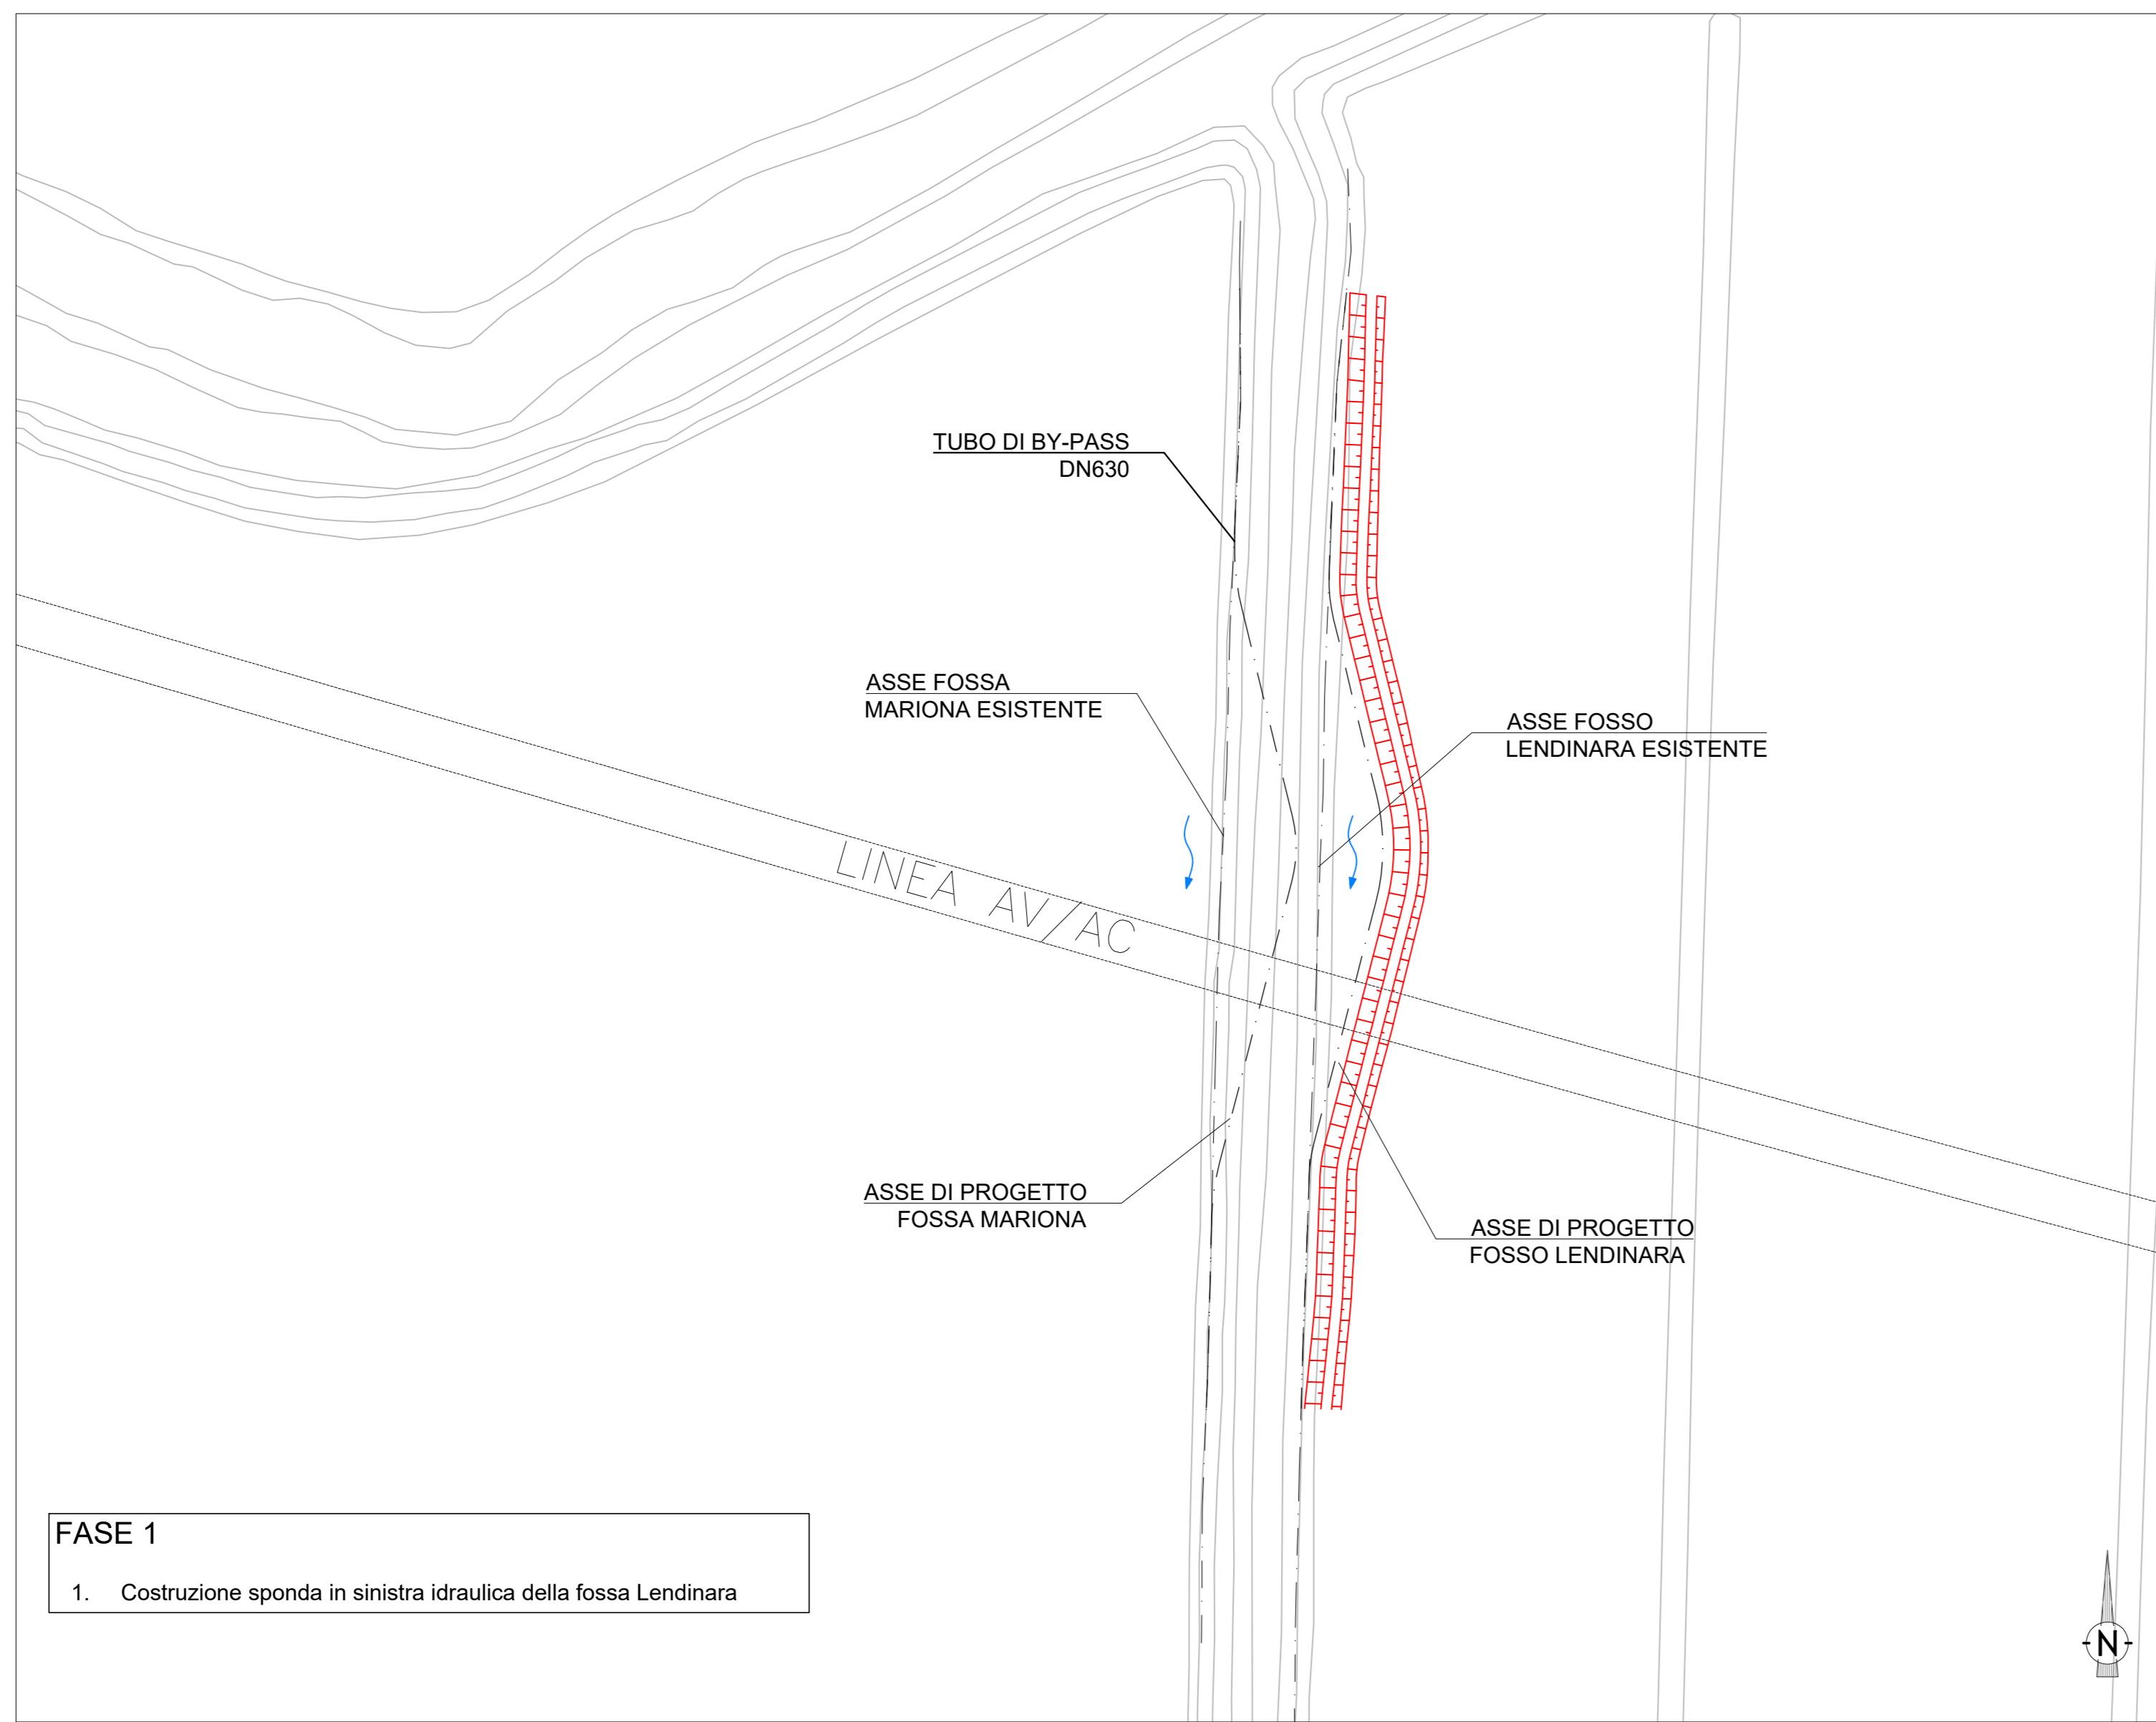 TUBO DI BY-PASS
DN630
ASSE FOSSA
MARIONA ESISTENTE
ASSE FOSSO
LENDINARA ESISTENTE
LINEA AV/AC
ASSE DI PROGETTO
FOSSA MARIONA
ASSE DI PROGETTO
FOSSO LENDINARA
FASE 1
1. Costruzione sponda in sinistra idraulica della fossa Lendinara
N